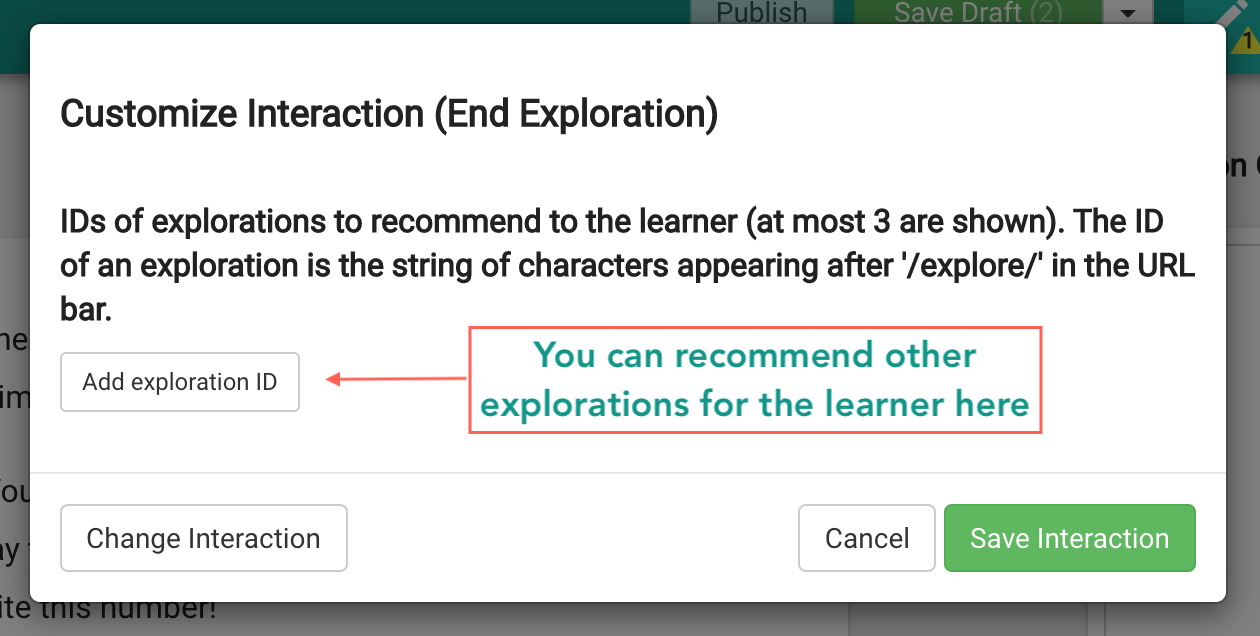 Publish
Save Draft (2)
1
Customize Interaction (End Exploration)
IDs of explorations to recommend to the learner (at most 3 are shown). The ID
of an exploration is the string of characters appearing after '/explore/' in the URL
bar.
You can recommend other
explorations for the learner here
Add exploration ID
Change Interaction
Cancel
Save Interaction
ite this number!